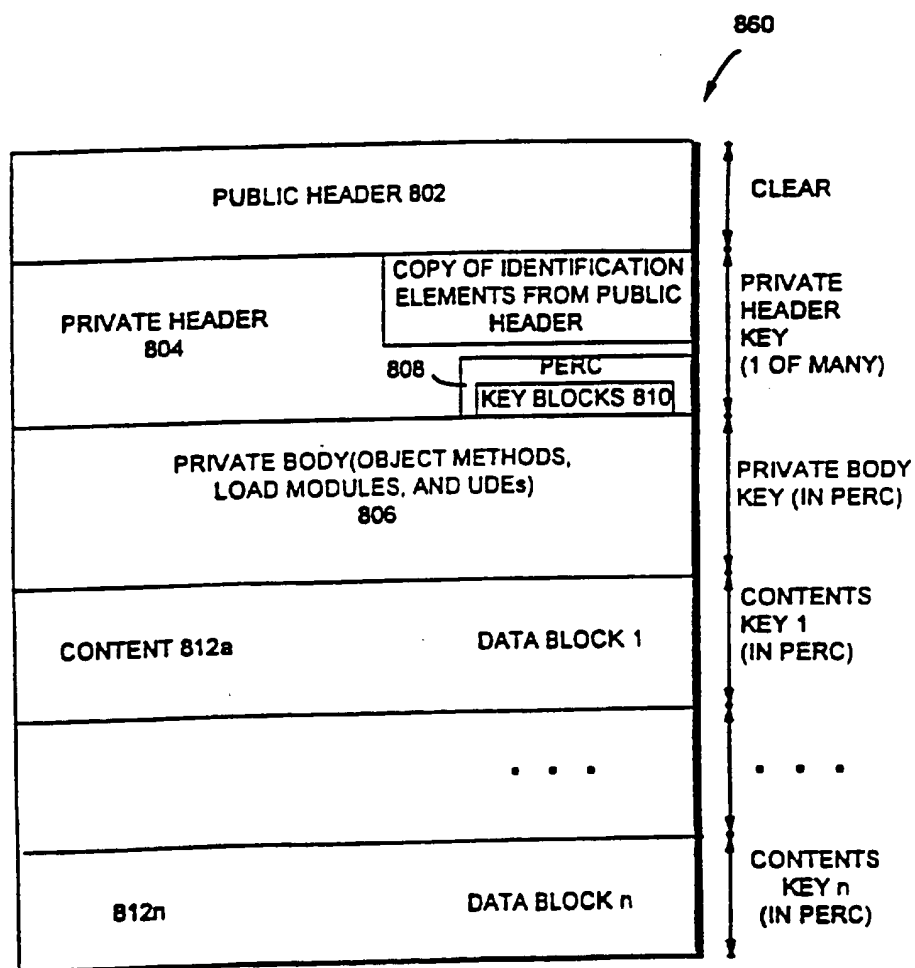 860
PUBLIC HEADER 802
CLEAR
COPY OF IDENTIFICATION
ELEMENTS FROM PUBLIC
HEADER
PRIVATE HEADER
804
PRIVATE
HEADER
KEY
(1 OF MANY)
808
PERC
KEY BLOCKS 810
PRIVATE BODY(OBJECT METHODS,
LOAD MODULES, AND UDEs)
806
PRIVATE BODY
KEY (IN PERC)
CONTENT 812a
DATA BLOCK 1
CONTENTS
KEY 1
(IN PERC)
. . .
. . .
812n
DATA BLOCK n
CONTENTS
KEY n
(IN PERC)